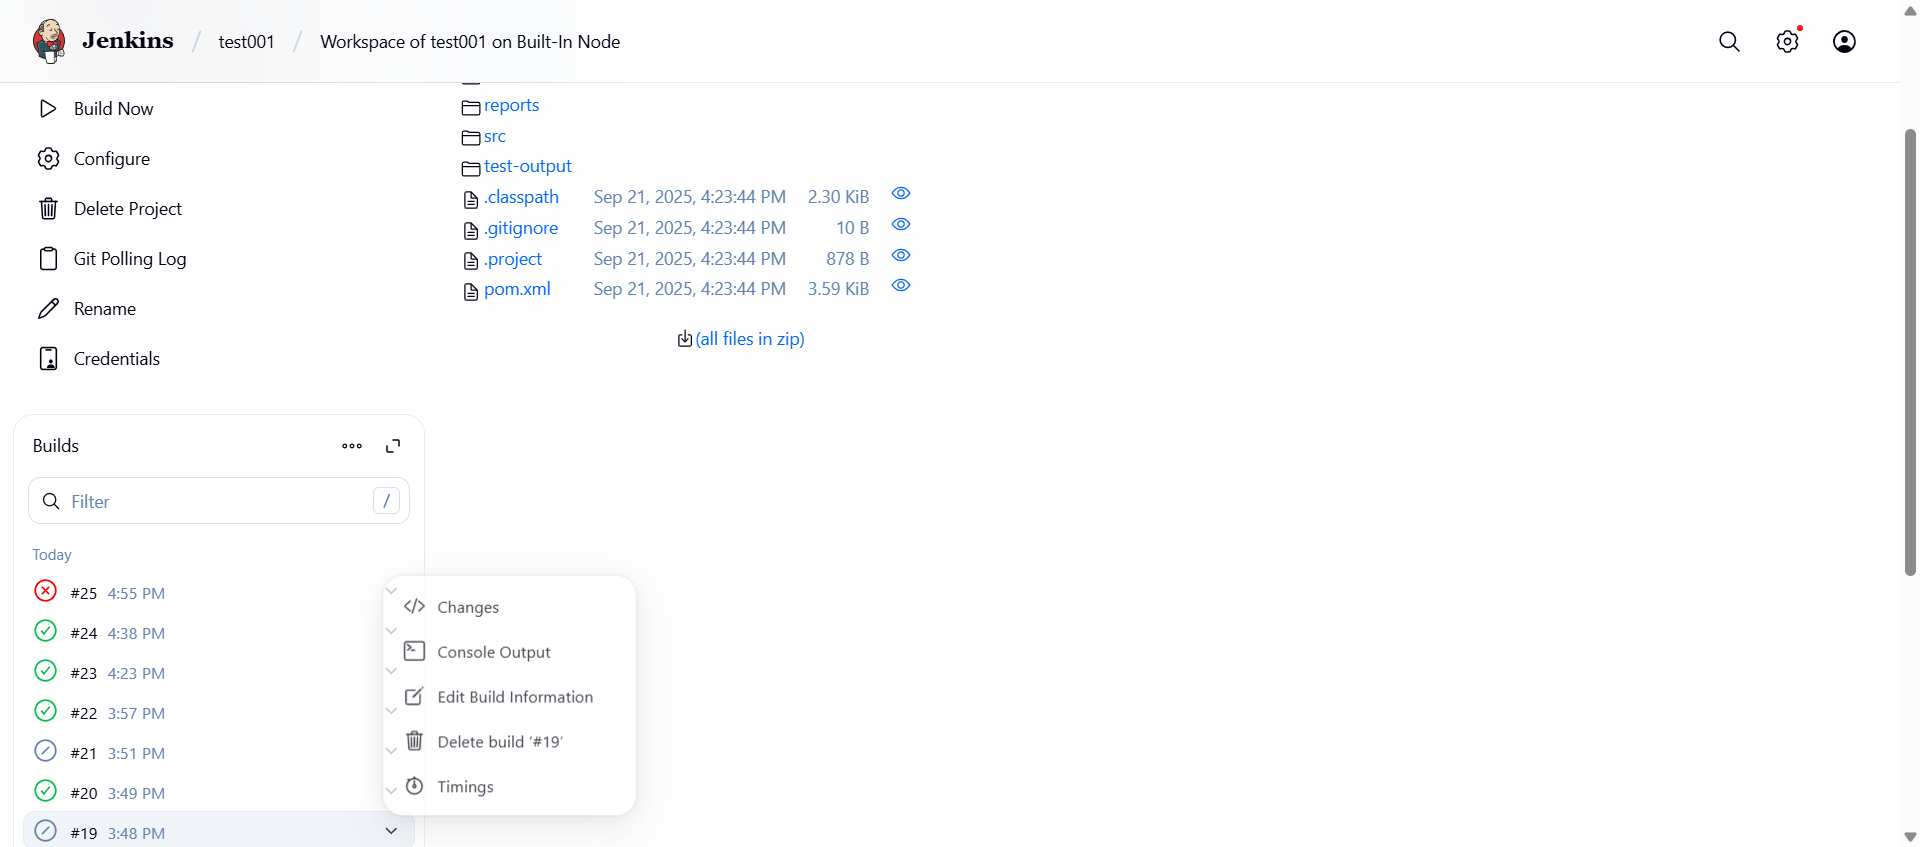 Jenkins / test001 / Workspace of test001 on Built-In Node
Build Now
Configure
Delete Project
Git Polling Log
Rename
Credentials
reports
src
test-output
.classpath Sep 21, 2025, 4:23:44 PM 2.30 KiB
.gitignore Sep 21, 2025, 4:23:44 PM 10 B
.project Sep 21, 2025, 4:23:44 PM 878 B
pom.xml Sep 21, 2025, 4:23:44 PM 3.59 KiB
(all files in zip)
Builds
Filter /
Today
#25 4:55 PM
#24 4:38 PM
#23 4:23 PM
#22 3:57 PM
#21 3:51 PM
#20 3:49 PM
#19 3:48 PM
Changes
Console Output
Edit Build Information
Delete build ‘#19’
Timings